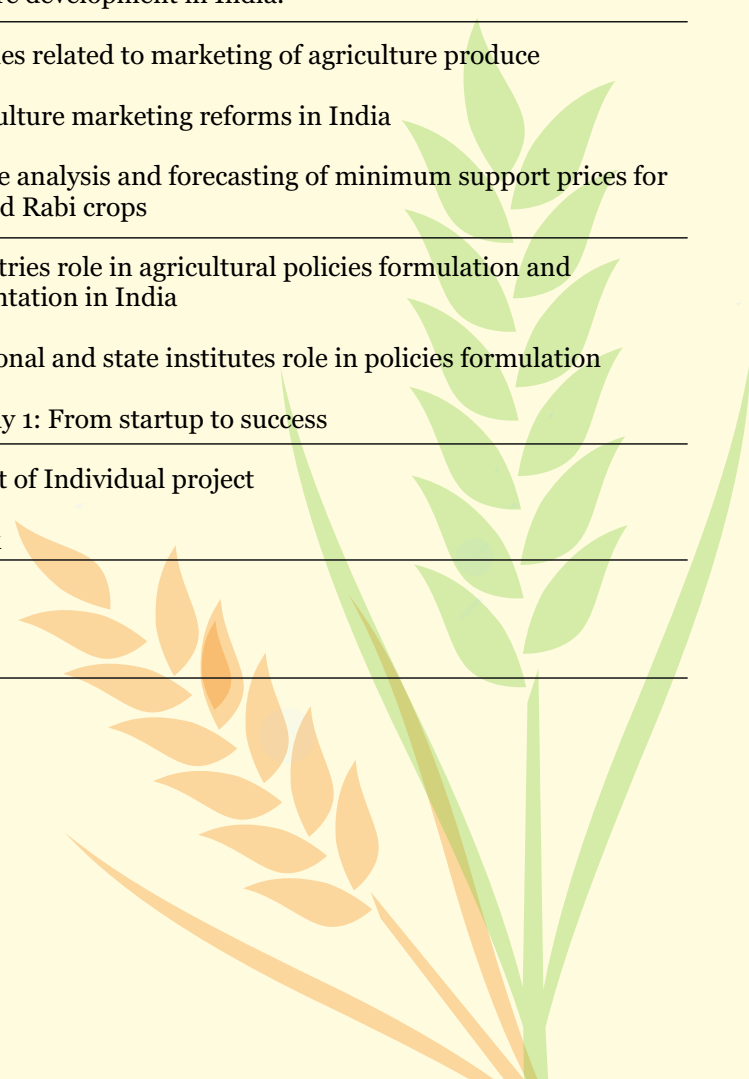 re development in India.
es related to marketing of agriculture produce
ulture marketing reforms in India
e analysis and forecasting of minimum support prices for
d Rabi crops
tries role in agricultural policies formulation and
ntation in India
onal and state institutes role in policies formulation
y 1: From startup to success
t of Individual project